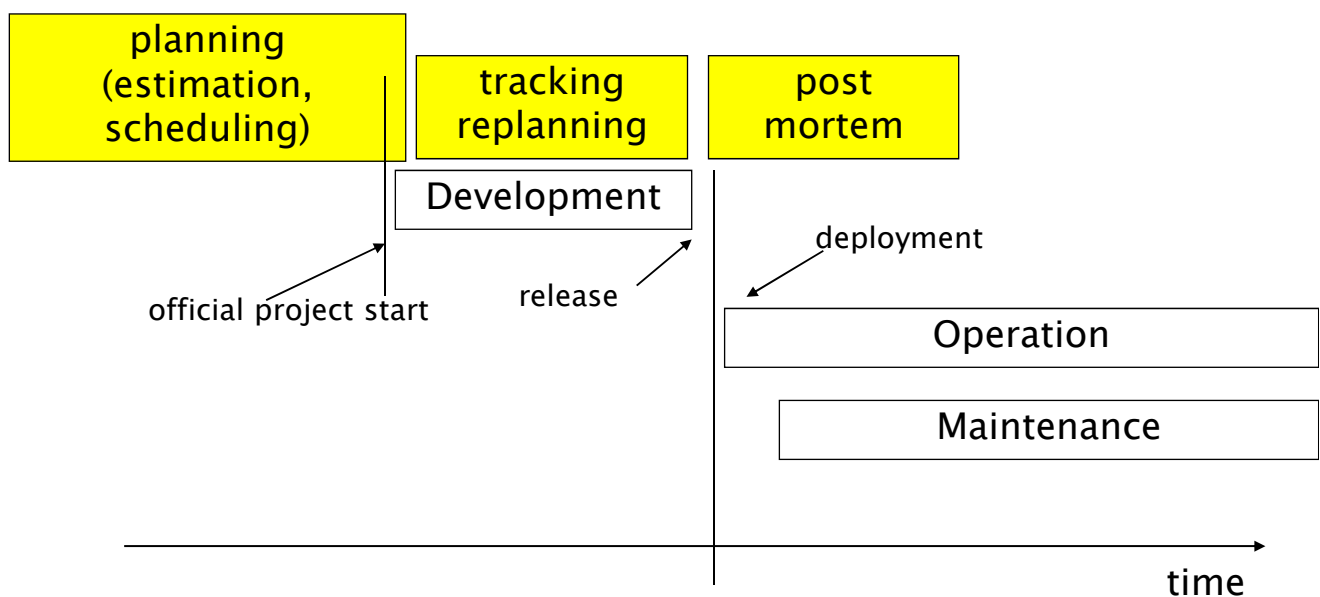 planning
(estimation,
scheduling)
tracking
replanning
post
mortem
Development
deployment
official project start
release
Operation
Maintenance
time